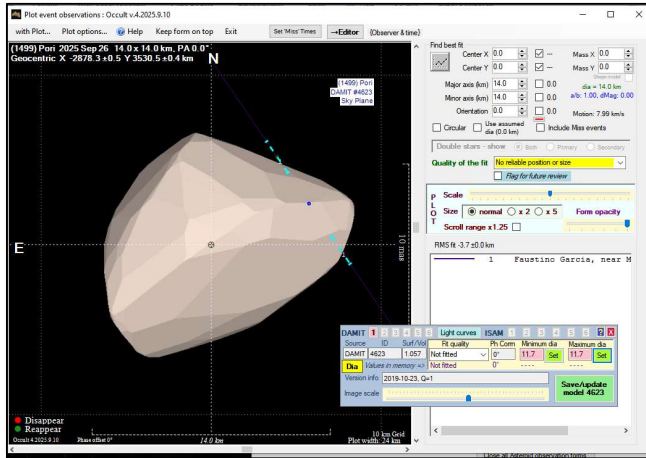 Plot event observations : Occult v.4.2025.9.10
with Plot... Plot options... Help Keep form on top Exit Set 'Miss' Times →Editor {Observer & time}
(1499) Pori 2025 Sep 26 14.0 x 14.0 km, PA 0.0°
Geocentric X -2878.3 ±0.5 Y 3530.5 ±0.4 km
N
(1499) Pori
DAMIT #4623
Sky Plane
E
10 mas
1
Disappear
Reappear
Occult 4.2025.9.10 Phase offset 0° 14.0 km
10 km Grid
Plot width: 24 km
Find best fit
Center X 0.0 --- Mass X 0.0
Center Y 0.0 --- Mass Y 0.0
Major axis (km) 14.0 0.0 dia = 14.0 km
Minor axis (km) 14.0 0.0 a/b: 1.00, dMag: 0.00
Orientation 0.0 0.0 Motion: 7.99 km/s
Circular Use assumed dia (0.0 km) Include Miss events
Double stars - show Both Primary Secondary
Quality of the fit No reliable position or size
Flag for future review
PLOT
Scale
Size normal x 2 x 5 Form opacity
Scroll range x1.25
RMS fit -3.7 ±0.0 km
1 Faustino Garcia, near M
DAMIT 1 2 3 4 5 6 Light curves ISAM 1 2 3 4 5 6 ? X
Source ID Surf/Vol Fit quality Ph Corrn Minimum dia Maximum dia
DAMIT 4623 1.057 Not fitted 0° 11.7 Set 11.7 Set
Dia Values in memory => Not fitted 0° ---- ----
Version info 2019-10-23, Q=1
Image scale
Save/update
model 4623
Close all Asteroid observation forms